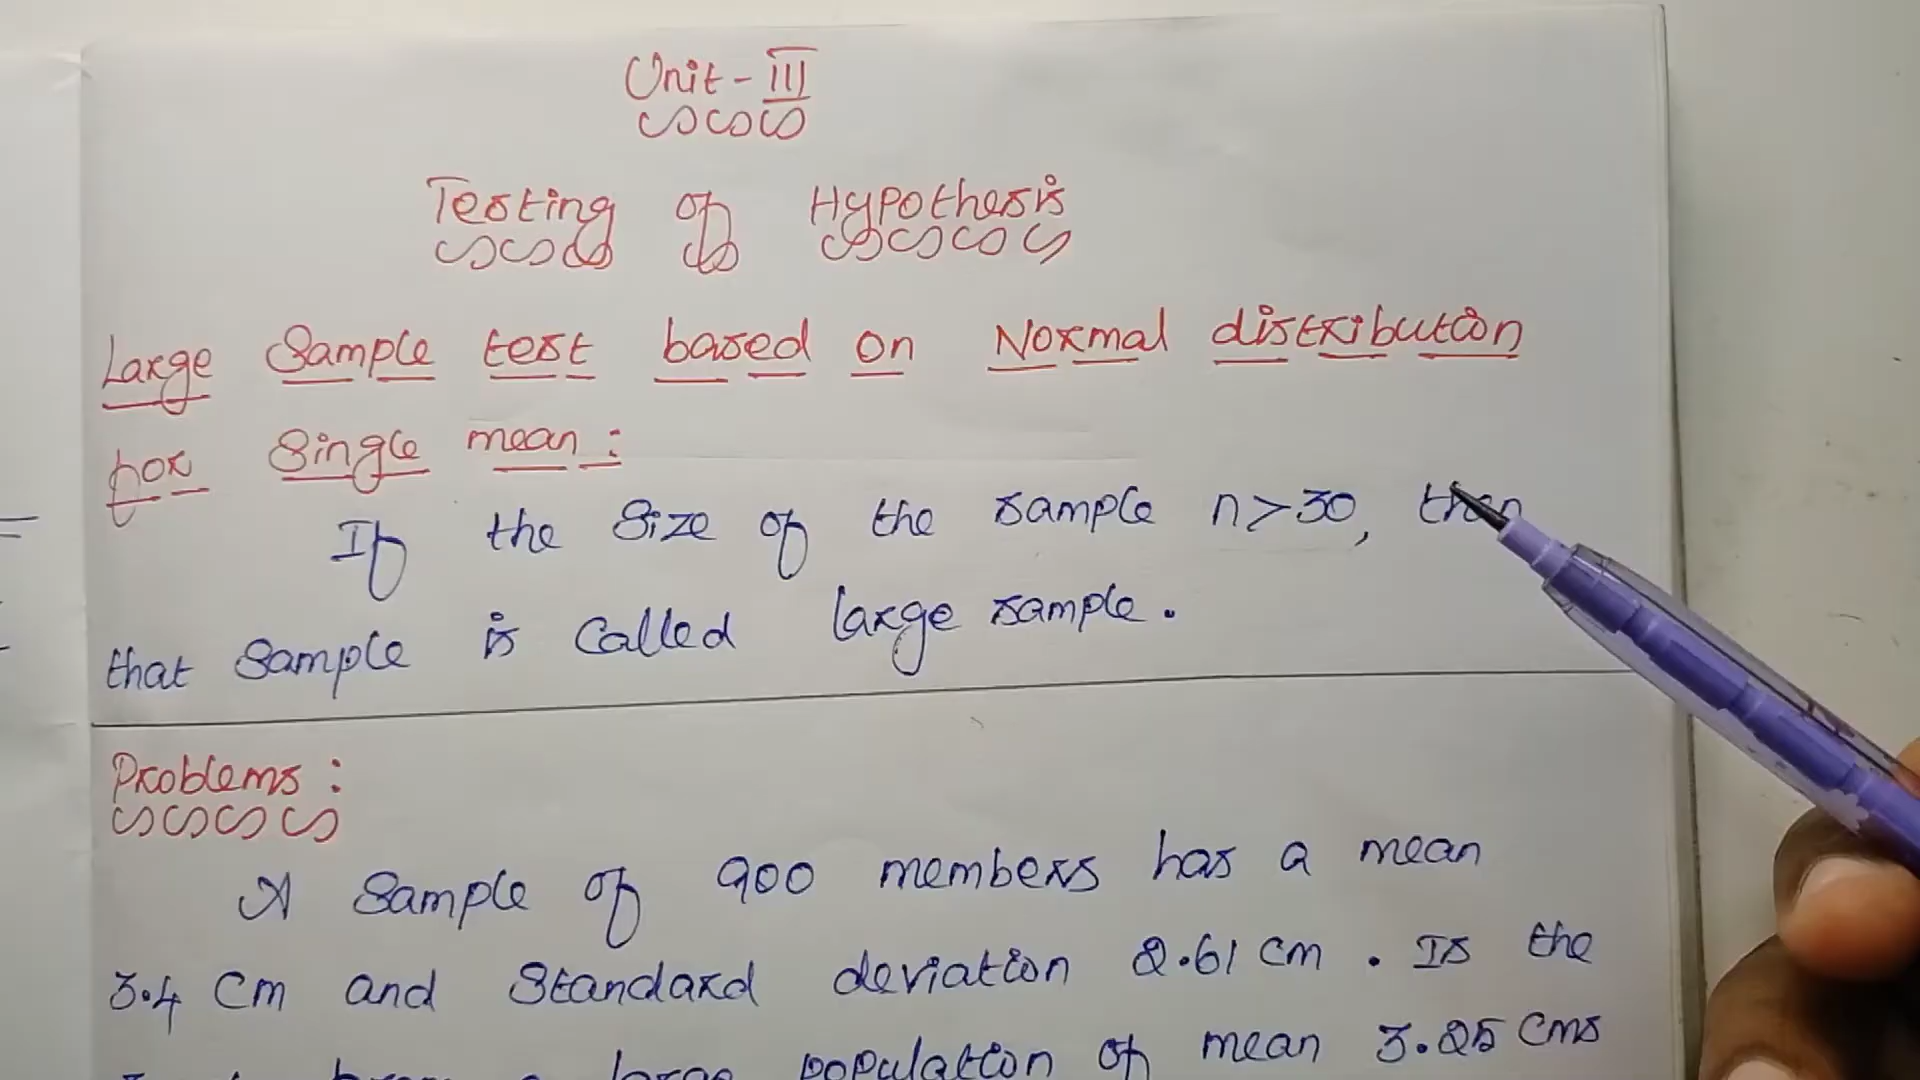 Unit - III
Testing of Hypothesis
Large Sample test based on Normal distribution
for Single mean :
If the Size of the sample n > 30, then
that Sample is Called large sample.
Problems :
A Sample of 900 members has a mean
3.4 Cm and Standard deviation 2.61 Cm. Is the
from a large population of mean 3.25 Cms